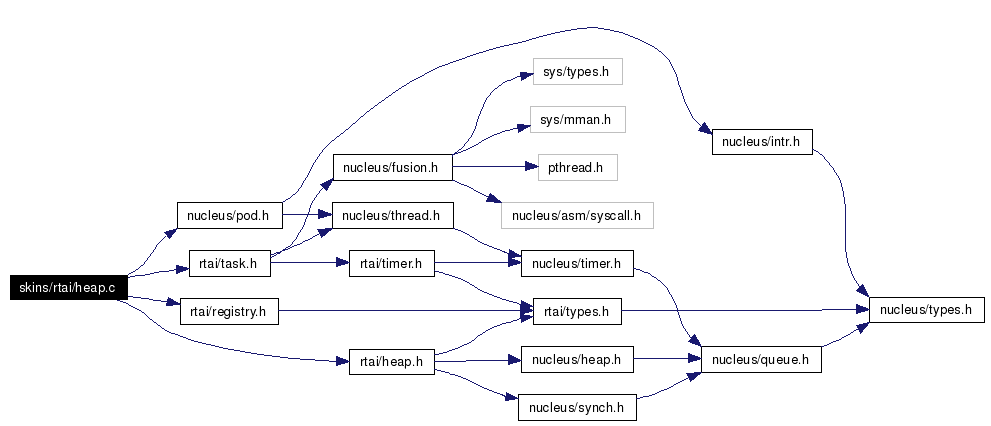 sys/types.h
sys/mman.h
nucleus/intr.h
nucleus/fusion.h
pthread.h
nucleus/pod.h
nucleus/thread.h
nucleus/asm/syscall.h
rtai/task.h
rtai/timer.h
nucleus/timer.h
skins/rtai/heap.c
rtai/registry.h
rtai/types.h
nucleus/types.h
rtai/heap.h
nucleus/heap.h
nucleus/queue.h
nucleus/synch.h